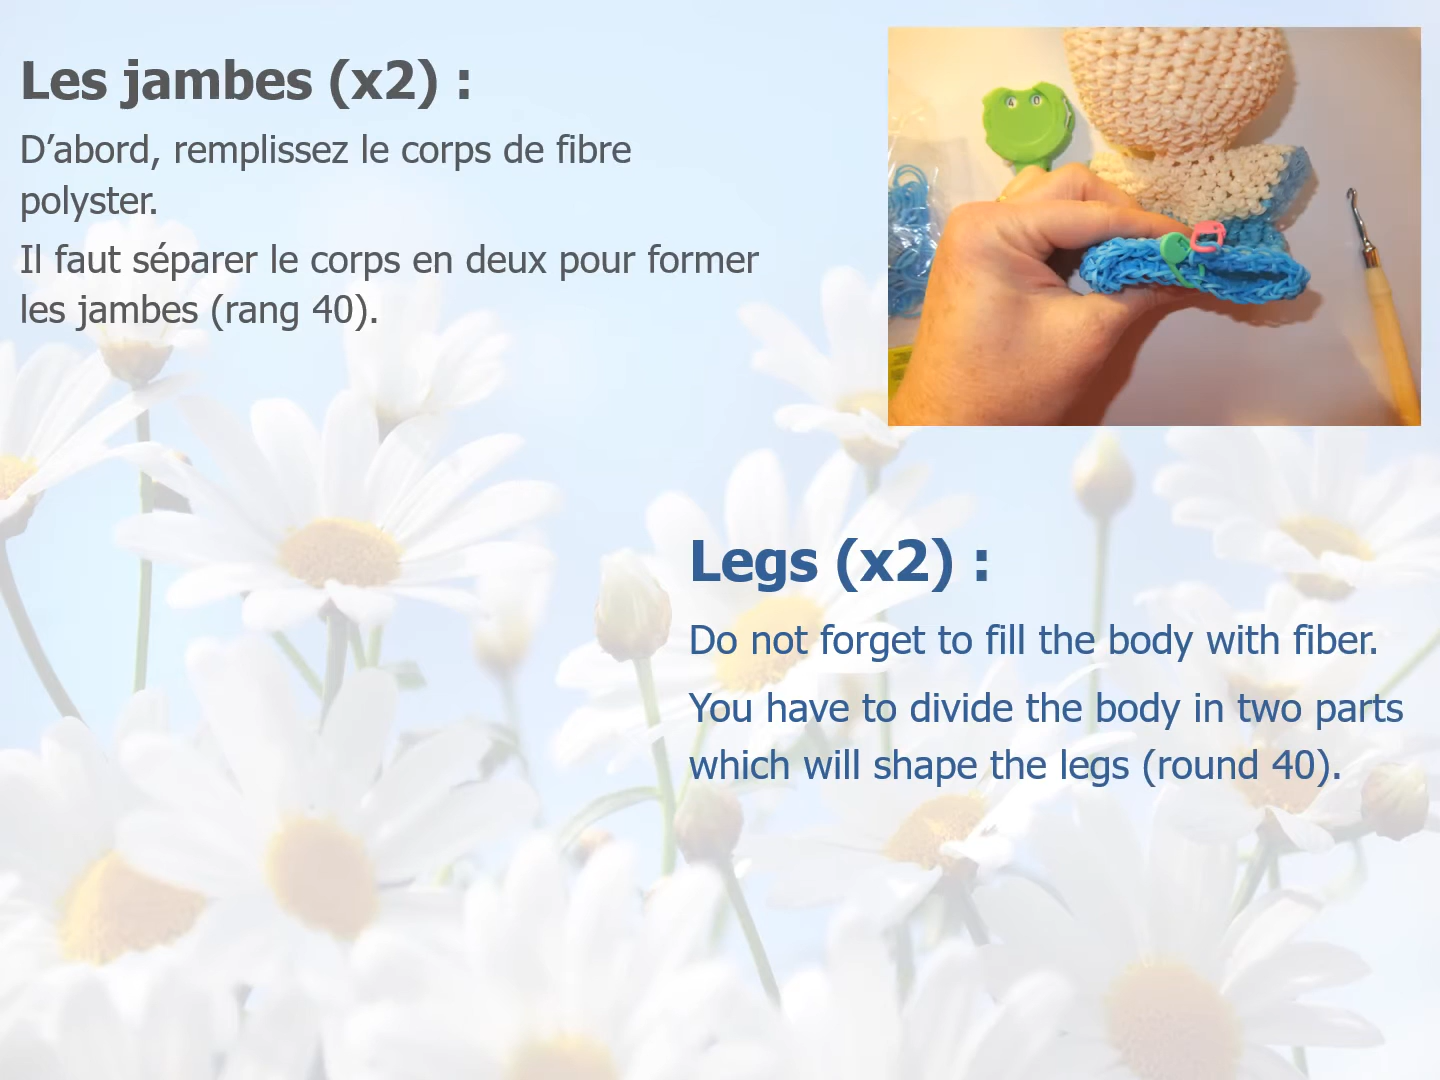 Les jambes (x2) :
D’abord, remplissez le corps de fibre
polyster.
Il faut séparer le corps en deux pour former
les jambes (rang 40).
4 0
Legs (x2) :
Do not forget to fill the body with fiber.
You have to divide the body in two parts
which will shape the legs (round 40).